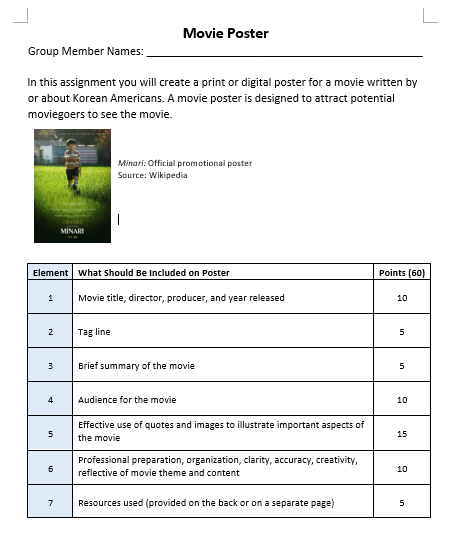 Movie Poster
Group Member Names: ______________________________
In this assignment you will create a print or digital poster for a movie written by
or about Korean Americans. A movie poster is designed to attract potential
moviegoers to see the movie.
Minari: Official promotional poster
Source: Wikipedia
MINARI
Element What Should Be Included on Poster Points (60)
1 Movie title, director, producer, and year released 10
2 Tag line 5
3 Brief summary of the movie 5
4 Audience for the movie 10
5 Effective use of quotes and images to illustrate important aspects of
the movie 15
6 Professional preparation, organization, clarity, accuracy, creativity,
reflective of movie theme and content 10
7 Resources used (provided on the back or on a separate page) 5